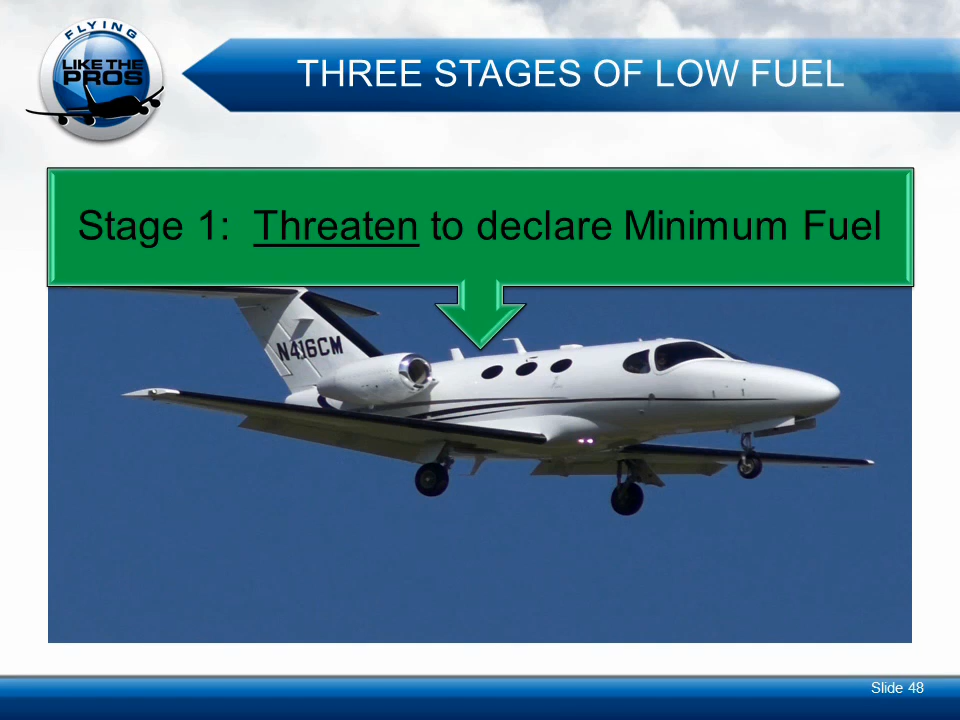 FLYING
LIKE THE
PROS
THREE STAGES OF LOW FUEL
Stage 1: Threaten to declare Minimum Fuel
N416CM
Slide 48